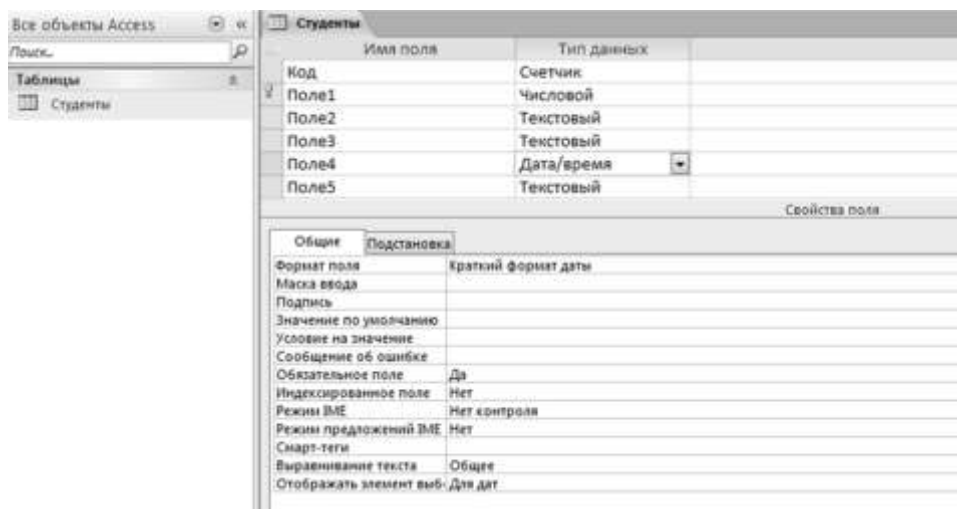 Все объекты Access
«
Поиск...
Таблицы
Студенты
Студенты
Имя поля Тип данных
Код Счетчик
Поле1 Числовой
Поле2 Текстовый
Поле3 Текстовый
Поле4 Дата/время
Поле5 Текстовый
Свойства поля
Общие Подстановка
Формат поля Краткий формат даты
Маска ввода
Подпись
Значение по умолчанию
Условие на значение
Сообщение об ошибке
Обязательное поле Да
Индексированное поле Нет
Режим IME Нет контроля
Режим предложений IME Нет
Смарт-теги
Выравнивание текста Общее
Отображать элемент выб Для дат